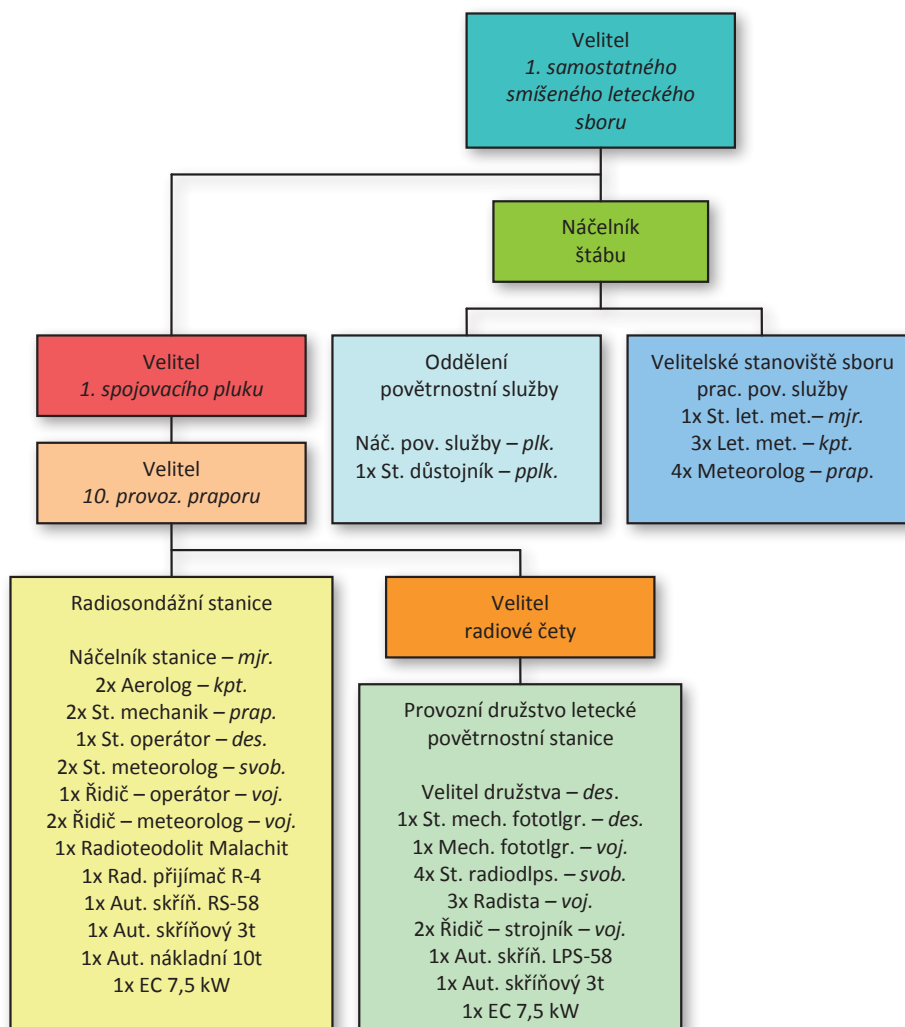 Velitel
1. samostatného
smíšeného leteckého
sboru
Náčelník
štábu
Velitel
1. spojovacího pluku
Oddělení
povětrnostní služby
Náč. pov. služby – plk.
1x St. důstojník – pplk.
Velitelské stanoviště sboru
prac. pov. služby
1x St. let. met.– mjr.
3x Let. met. – kpt.
4x Meteorolog – prap.
Velitel
10. provoz. praporu
Radiosondážní stanice
Náčelník stanice – mjr.
2x Aerolog – kpt.
2x St. mechanik – prap.
1x St. operátor – des.
2x St. meteorolog – svob.
1x Řidič – operátor – voj.
2x Řidič – meteorolog – voj.
1x Radioteodolit Malachit
1x Rad. přijímač R-4
1x Aut. skříň. RS-58
1x Aut. skříňový 3t
1x Aut. nákladní 10t
1x EC 7,5 kW
Velitel
radiové čety
Provozní družstvo letecké
povětrnostní stanice
Velitel družstva – des.
1x St. mech. fototlgr. – des.
1x Mech. fototlgr. – voj.
4x St. radiodlps. – svob.
3x Radista – voj.
2x Řidič – strojník – voj.
1x Aut. skříň. LPS-58
1x Aut. skříňový 3t
1x EC 7,5 kW